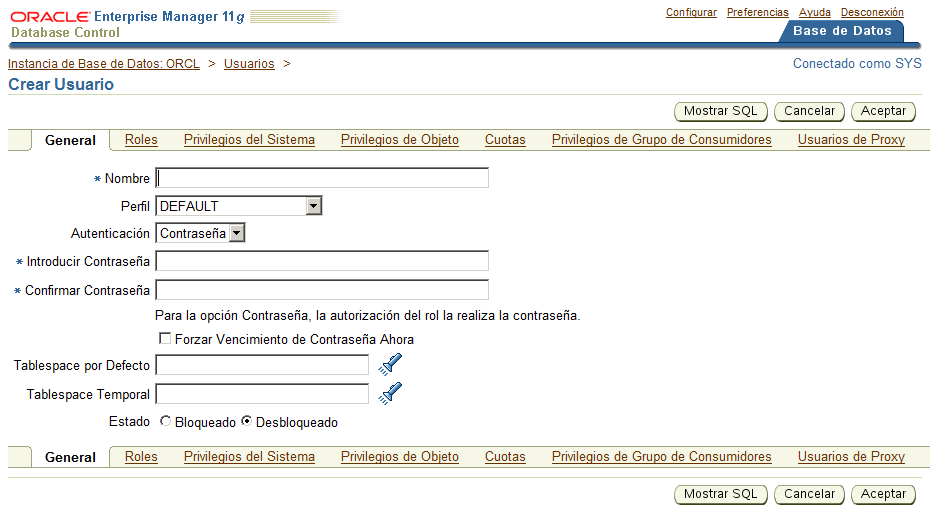 ORACLE Enterprise Manager 11g
Database Control
Configurar Preferencias Ayuda Desconexión
Base de Datos
Instancia de Base de Datos: ORCL > Usuarios >
Conectado como SYS
Crear Usuario
Mostrar SQL Cancelar Aceptar
General Roles Privilegios del Sistema Privilegios de Objeto Cuotas Privilegios de Grupo de Consumidores Usuarios de Proxy
* Nombre
Perfil DEFAULT
Autenticación Contraseña
* Introducir Contraseña
* Confirmar Contraseña
Para la opción Contraseña, la autorización del rol la realiza la contraseña.
Forzar Vencimiento de Contraseña Ahora
Tablespace por Defecto
Tablespace Temporal
Estado Bloqueado Desbloqueado
General Roles Privilegios del Sistema Privilegios de Objeto Cuotas Privilegios de Grupo de Consumidores Usuarios de Proxy
Mostrar SQL Cancelar Aceptar